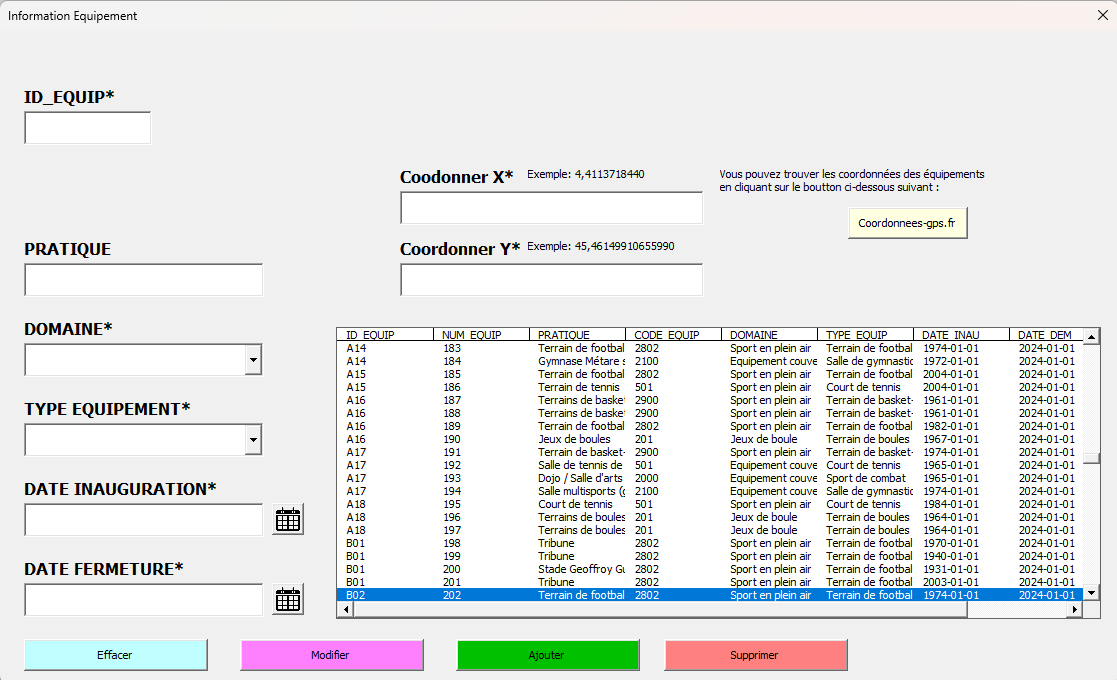 Information Equipement
ID_EQUIP*
Coodonner X* Exemple: 4,4113718440
Vous pouvez trouver les coordonnées des équipements
en cliquant sur le boutton ci-dessous suivant :
Coordonnees-gps.fr
PRATIQUE
Coordonner Y* Exemple: 45,46149910655990
DOMAINE*
TYPE EQUIPEMENT*
DATE INAUGURATION*
DATE FERMETURE*
ID_EQUIP NUM_EQUIP PRATIQUE CODE_EQUIP DOMAINE TYPE_EQUIP DATE_INAU DATE_DEM
A14 183 Terrain de footbal 2802 Sport en plein air Terrain de footbal 1974-01-01 2024-01-01
A14 184 Gymnase Métare s 2100 Equipement couve Salle de gymnastic 1972-01-01 2024-01-01
A15 185 Terrain de footbal 2802 Sport en plein air Terrain de footbal 2004-01-01 2024-01-01
A15 186 Terrain de tennis 501 Sport en plein air Court de tennis 2004-01-01 2024-01-01
A16 187 Terrains de basket 2900 Sport en plein air Terrain de basket- 1961-01-01 2024-01-01
A16 188 Terrains de basket 2900 Sport en plein air Terrain de basket- 1961-01-01 2024-01-01
A16 189 Terrain de footbal 2802 Sport en plein air Terrain de footbal 1982-01-01 2024-01-01
A16 190 Jeux de boules 201 Jeux de boule Terrain de boules 1967-01-01 2024-01-01
A17 191 Terrain de basket- 2900 Sport en plein air Terrain de basket- 1974-01-01 2024-01-01
A17 192 Salle de tennis de 501 Equipement couve Court de tennis 1965-01-01 2024-01-01
A17 193 Dojo / Salle d'arts 2000 Equipement couve Sport de combat 1965-01-01 2024-01-01
A17 194 Salle multisports (g 2100 Equipement couve Salle de gymnastic 1974-01-01 2024-01-01
A18 195 Court de tennis 501 Sport en plein air Court de tennis 1984-01-01 2024-01-01
A18 196 Terrains de boules 201 Jeux de boule Terrain de boules 1964-01-01 2024-01-01
A18 197 Terrains de boules 201 Jeux de boule Terrain de boules 1964-01-01 2024-01-01
B01 198 Tribune 2802 Sport en plein air Terrain de footbal 1970-01-01 2024-01-01
B01 199 Tribune 2802 Sport en plein air Terrain de footbal 1940-01-01 2024-01-01
B01 200 Stade Geoffroy Gu 2802 Sport en plein air Terrain de footbal 1931-01-01 2024-01-01
B01 201 Tribune 2802 Sport en plein air Terrain de footbal 2003-01-01 2024-01-01
B02 202 Terrain de footbal 2802 Sport en plein air Terrain de footbal 1974-01-01 2024-01-01
Effacer Modifier Ajouter Supprimer